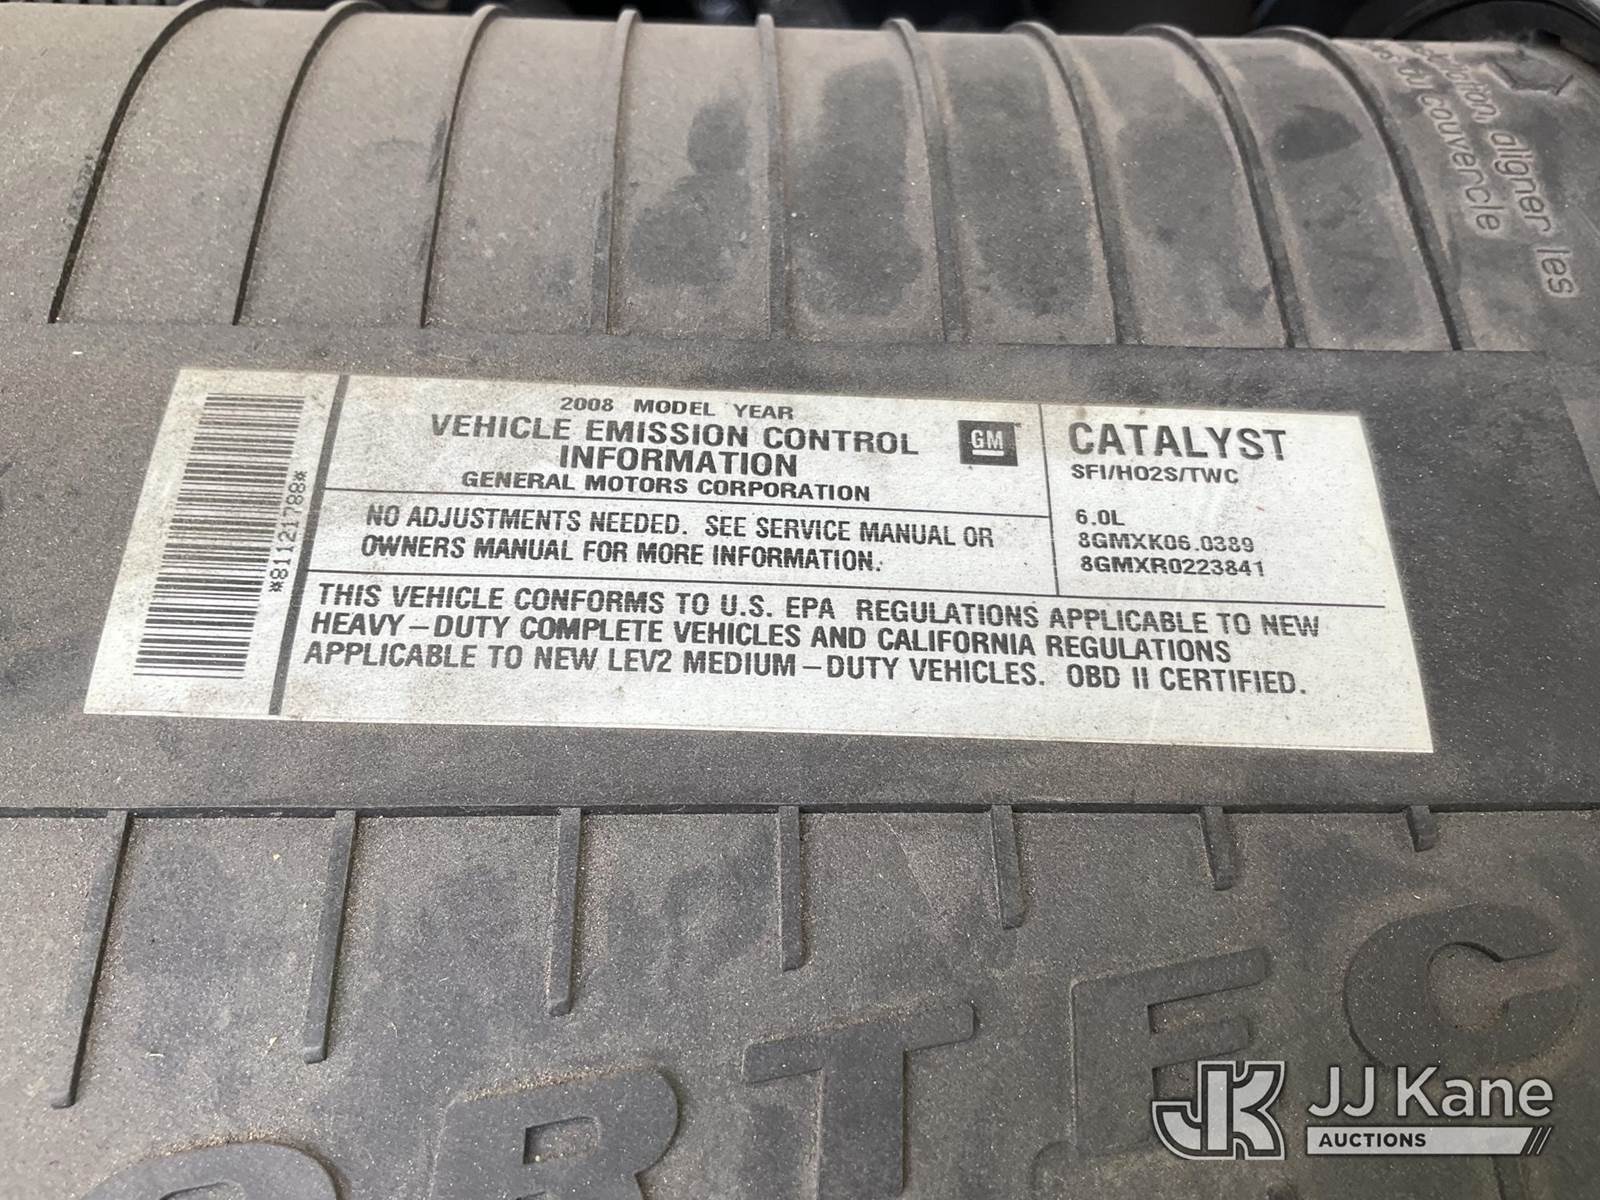 aligner les
couvercle
2008 MODEL YEAR
VEHICLE EMISSION CONTROL
INFORMATION
GENERAL MOTORS CORPORATION
GM
CATALYST
SFI/HO2S/TWC
6.0L
8GMXK06.0389
8GMXR0223841
NO ADJUSTMENTS NEEDED. SEE SERVICE MANUAL OR
OWNERS MANUAL FOR MORE INFORMATION.
THIS VEHICLE CONFORMS TO U.S. EPA REGULATIONS APPLICABLE TO NEW
HEAVY-DUTY COMPLETE VEHICLES AND CALIFORNIA REGULATIONS
APPLICABLE TO NEW LEV2 MEDIUM-DUTY VEHICLES. OBD II CERTIFIED.
*81121788*
ORTEC
JK JJ Kane
AUCTIONS